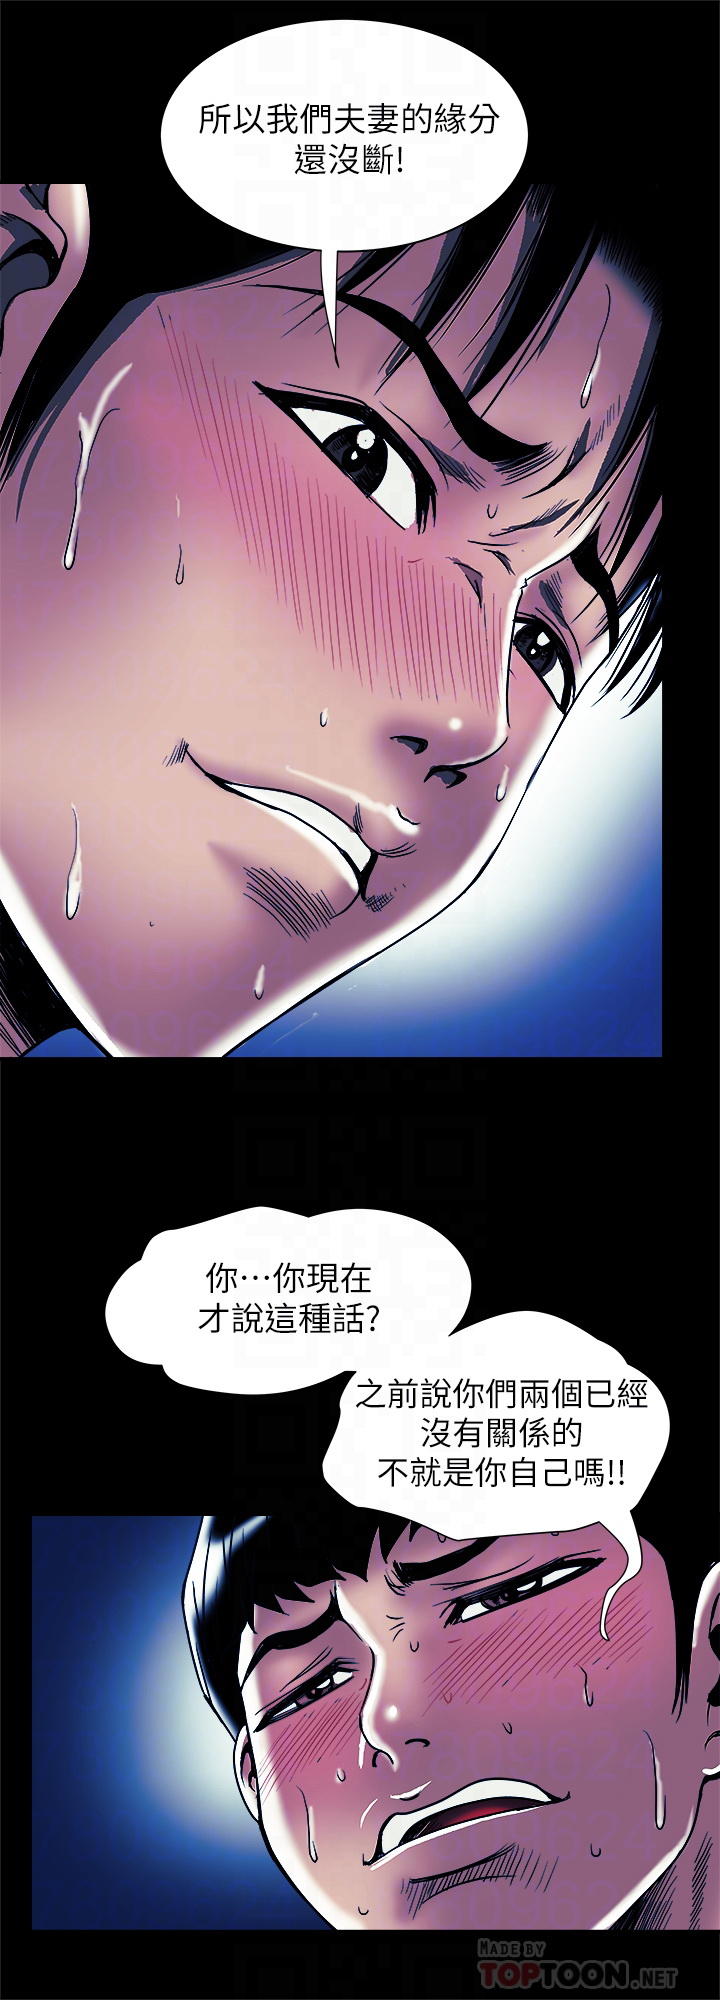 所以我們夫妻的緣分
還沒斷!
你…你現在
才說這種話?
之前說你們兩個已經
沒有關係的
不就是你自己嗎!!
MADE BY
TOPTOON.NET